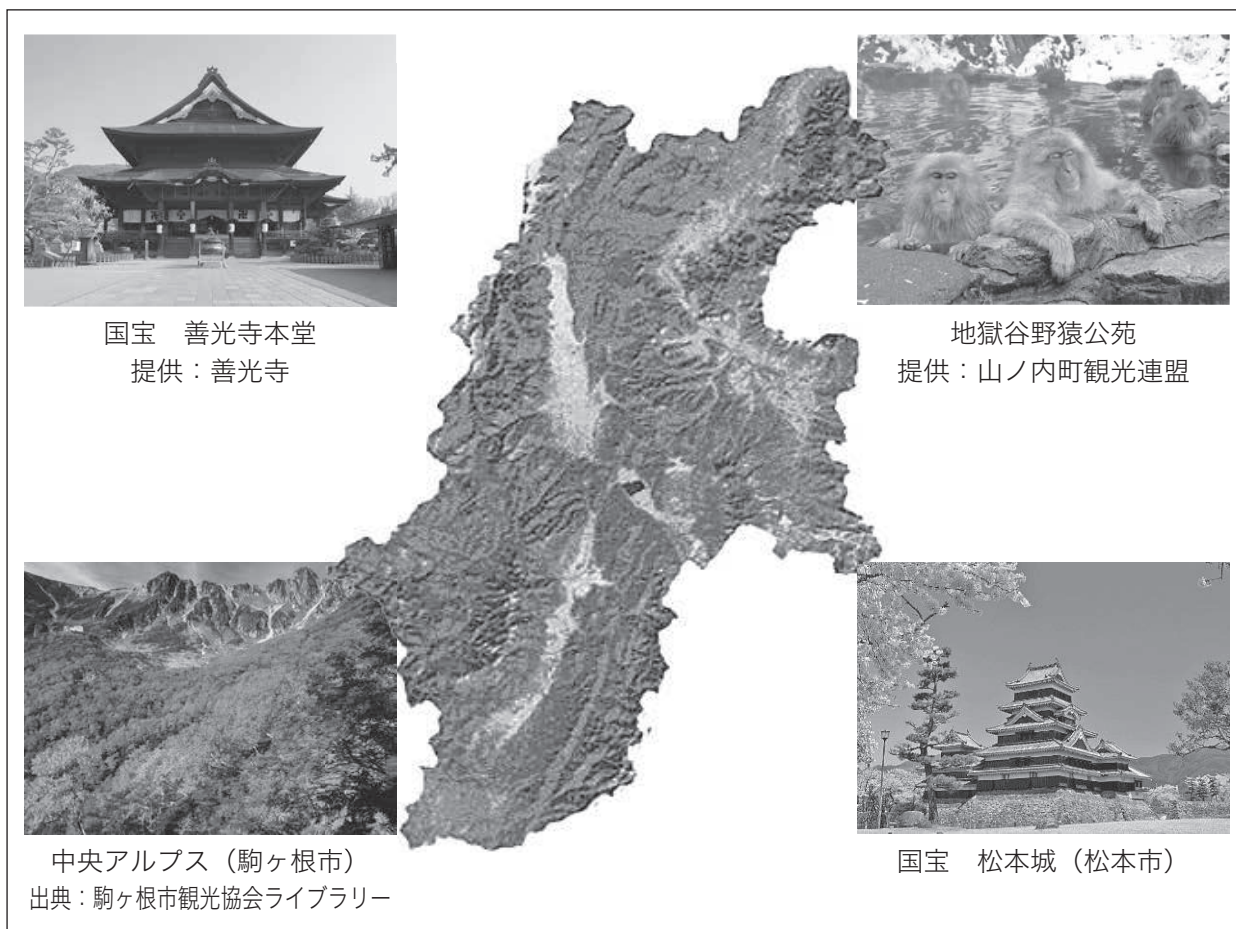 国宝　善光寺本堂
提供：善光寺
地獄谷野猿公苑
提供：山ノ内町観光連盟
中央アルプス（駒ヶ根市）
出典：駒ヶ根市観光協会ライブラリー
国宝　松本城（松本市）